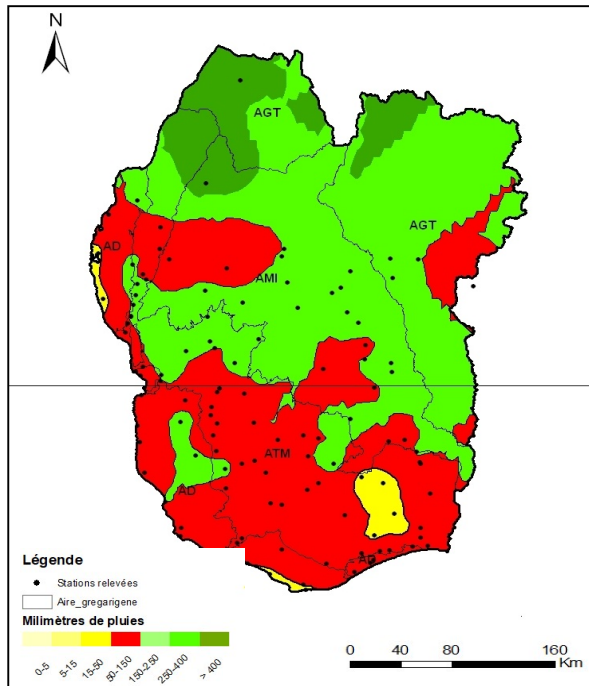 N
AGT
AGT
AD
AMI
ATM
AD
AD
Légende
Stations relevées
Aire_gregarigene
Milimètres de pluies
0-5
5-15
15-50
50-150
150-250
250-400
> 400
0 40 80 160
Km